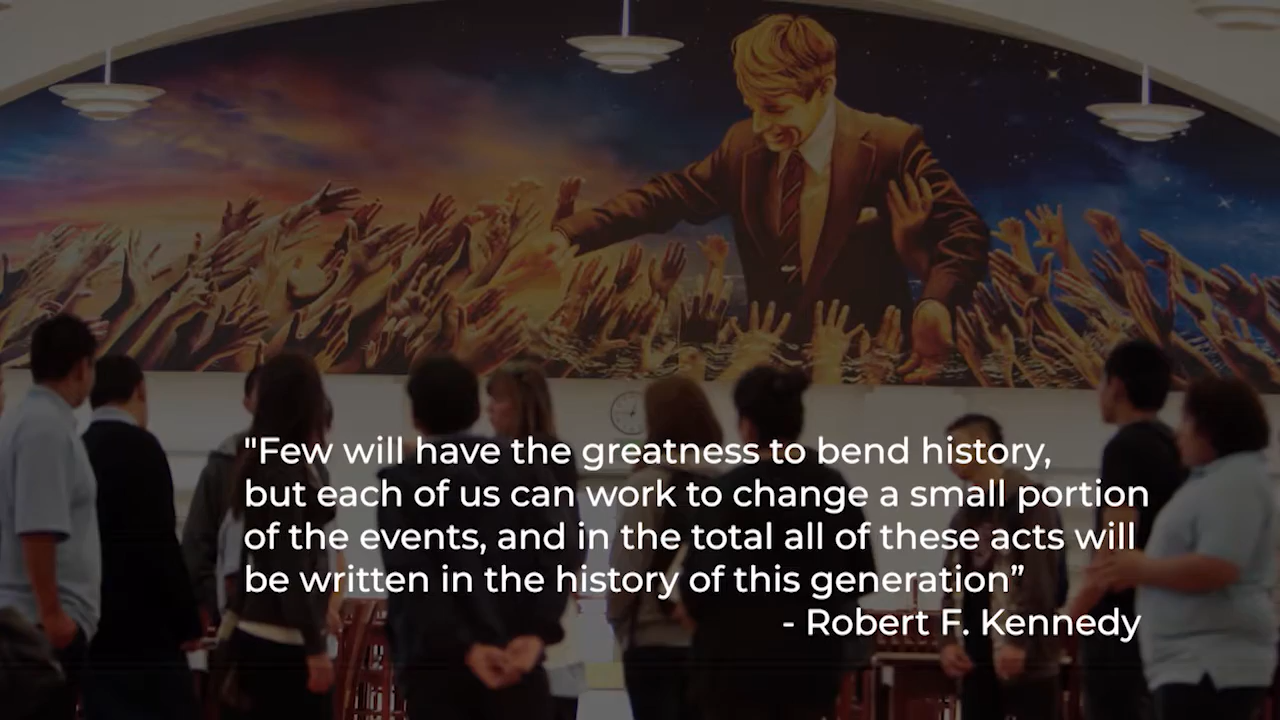 "Few will have the greatness to bend history,
but each of us can work to change a small portion
of the events, and in the total all of these acts will
be written in the history of this generation”
- Robert F. Kennedy